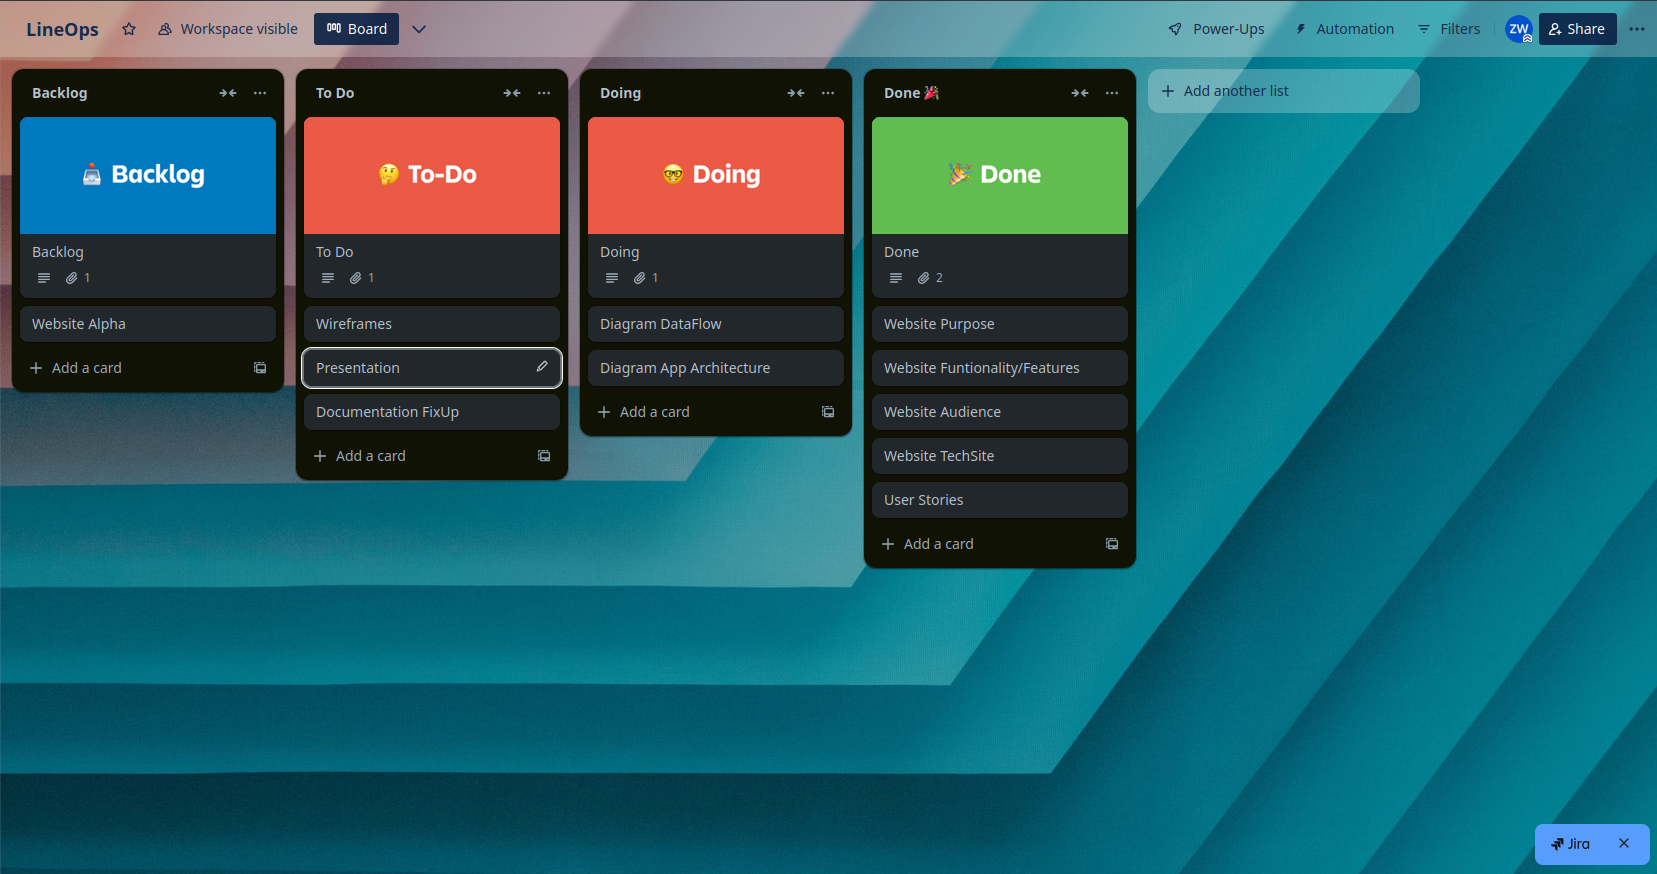 LineOps
Workspace visible
Board
Power-Ups
Automation
Filters
ZW
Share
Backlog
Backlog
Backlog
1
Website Alpha
Add a card
To Do
To-Do
To Do
1
Wireframes
Presentation
Documentation FixUp
Add a card
Doing
Doing
Doing
1
Diagram DataFlow
Diagram App Architecture
Add a card
Done 🎉
Done
Done
2
Website Purpose
Website Funtionality/Features
Website Audience
Website TechSite
User Stories
Add a card
Add another list
Jira